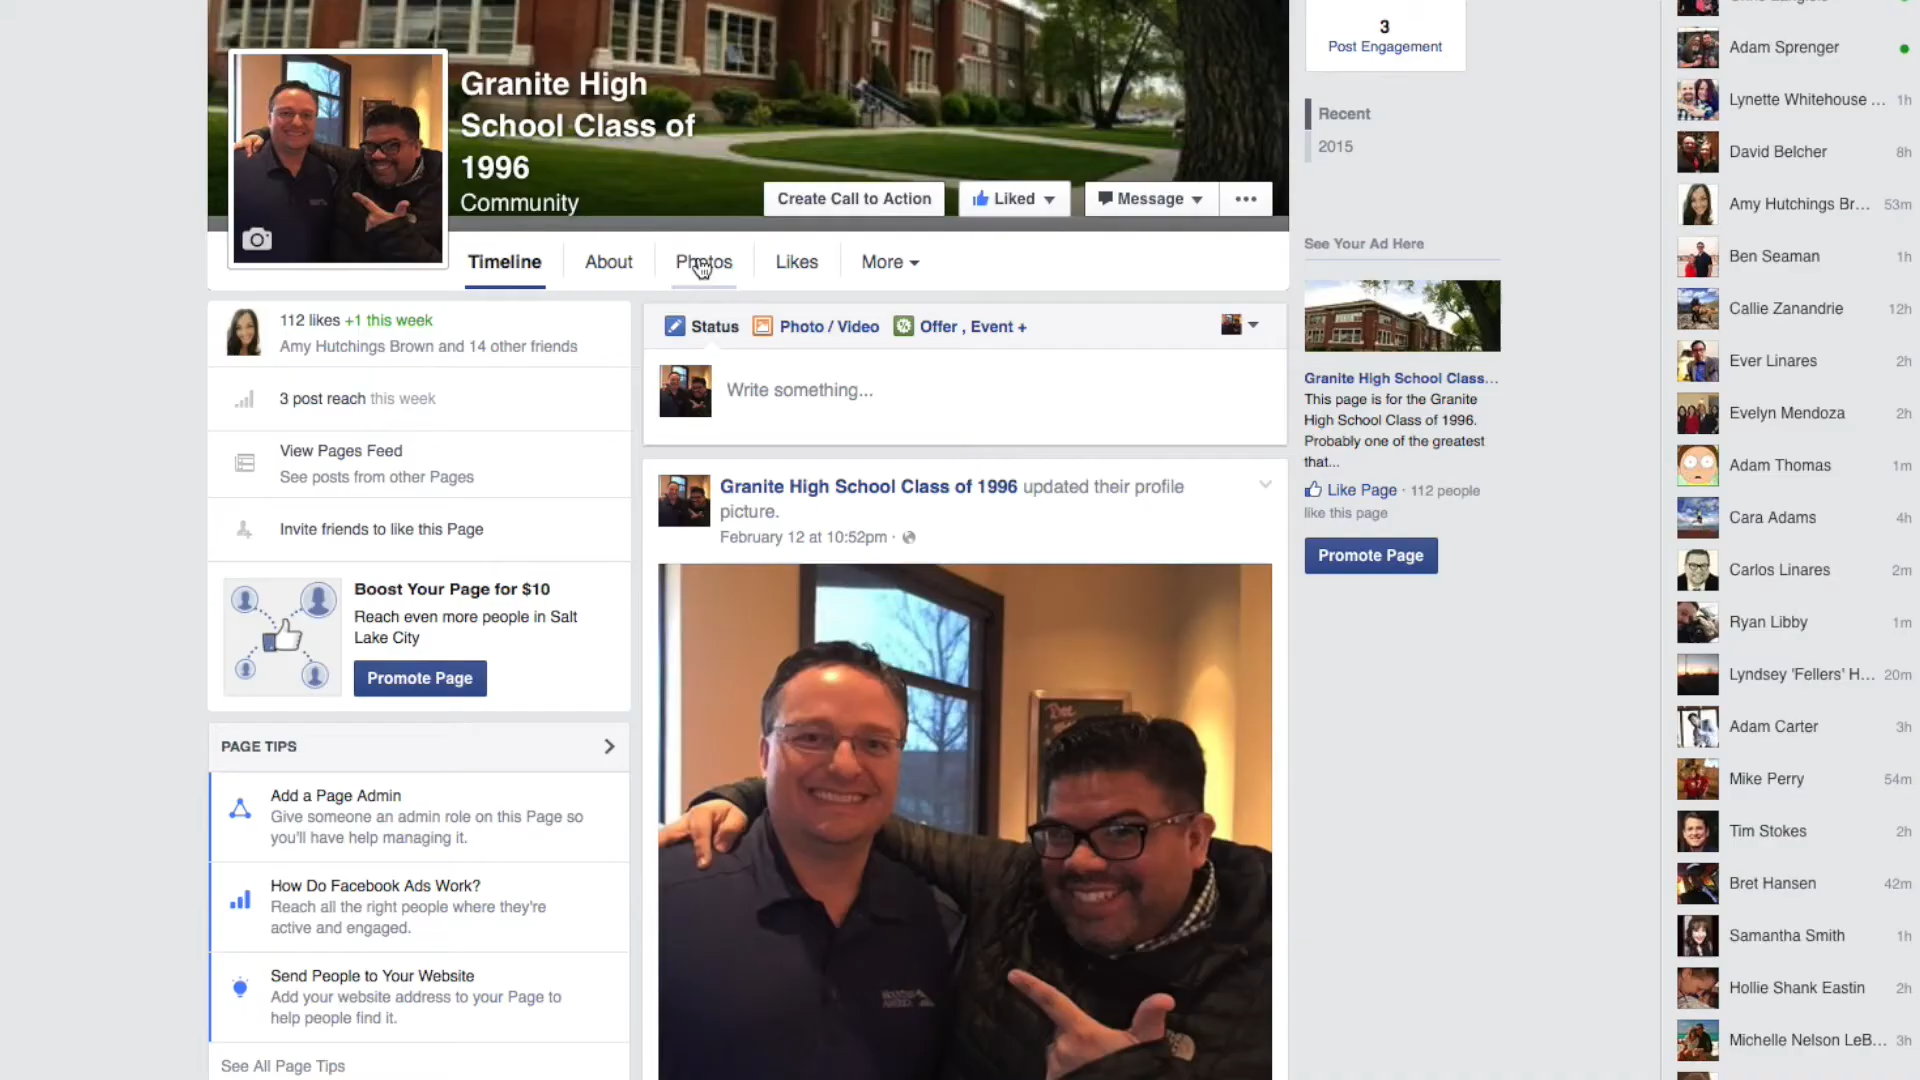 Granite High
School Class of
1996
Community
Create Call to Action
Liked
Message
Timeline
About
Photos
Likes
More
112 likes +1 this week
Amy Hutchings Brown and 14 other friends
3 post reach this week
View Pages Feed
See posts from other Pages
Invite friends to like this Page
Boost Your Page for $10
Reach even more people in Salt
Lake City
Promote Page
PAGE TIPS
Add a Page Admin
Give someone an admin role on this Page so
you'll have help managing it.
How Do Facebook Ads Work?
Reach all the right people where they're
active and engaged.
Send People to Your Website
Add your website address to your Page to
help people find it.
See All Page Tips
Status Photo / Video Offer , Event +
Write something...
Granite High School Class of 1996 updated their profile
picture.
February 12 at 10:52pm ·
3
Post Engagement
Recent
2015
See Your Ad Here
Granite High School Class...
This page is for the Granite
High School Class of 1996.
Probably one of the greatest
that...
Like Page · 112 people
like this page
Promote Page
Adam Sprenger
Lynette Whitehouse ... 1h
David Belcher 8h
Amy Hutchings Br... 53m
Ben Seaman 1h
Callie Zanandrie 12h
Ever Linares 2h
Evelyn Mendoza 2h
Adam Thomas 1m
Cara Adams 4h
Carlos Linares 2m
Ryan Libby 1m
Lyndsey 'Fellers' H... 20m
Adam Carter 3h
Mike Perry 54m
Tim Stokes 2h
Bret Hansen 42m
Samantha Smith 1h
Hollie Shank Eastin 2h
Michelle Nelson LeB... 3h